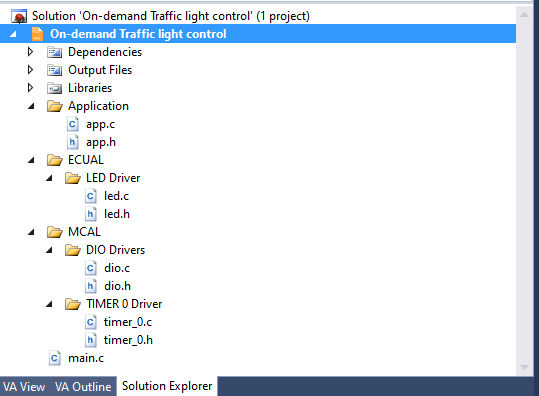 Solution 'On-demand Traffic light control' (1 project)
On-demand Traffic light control
Dependencies
Output Files
Libraries
Application
c app.c
h app.h
ECUAL
LED Driver
c led.c
h led.h
MCAL
DIO Drivers
c dio.c
h dio.h
TIMER 0 Driver
c timer_0.c
h timer_0.h
c main.c
VA View VA Outline Solution Explorer